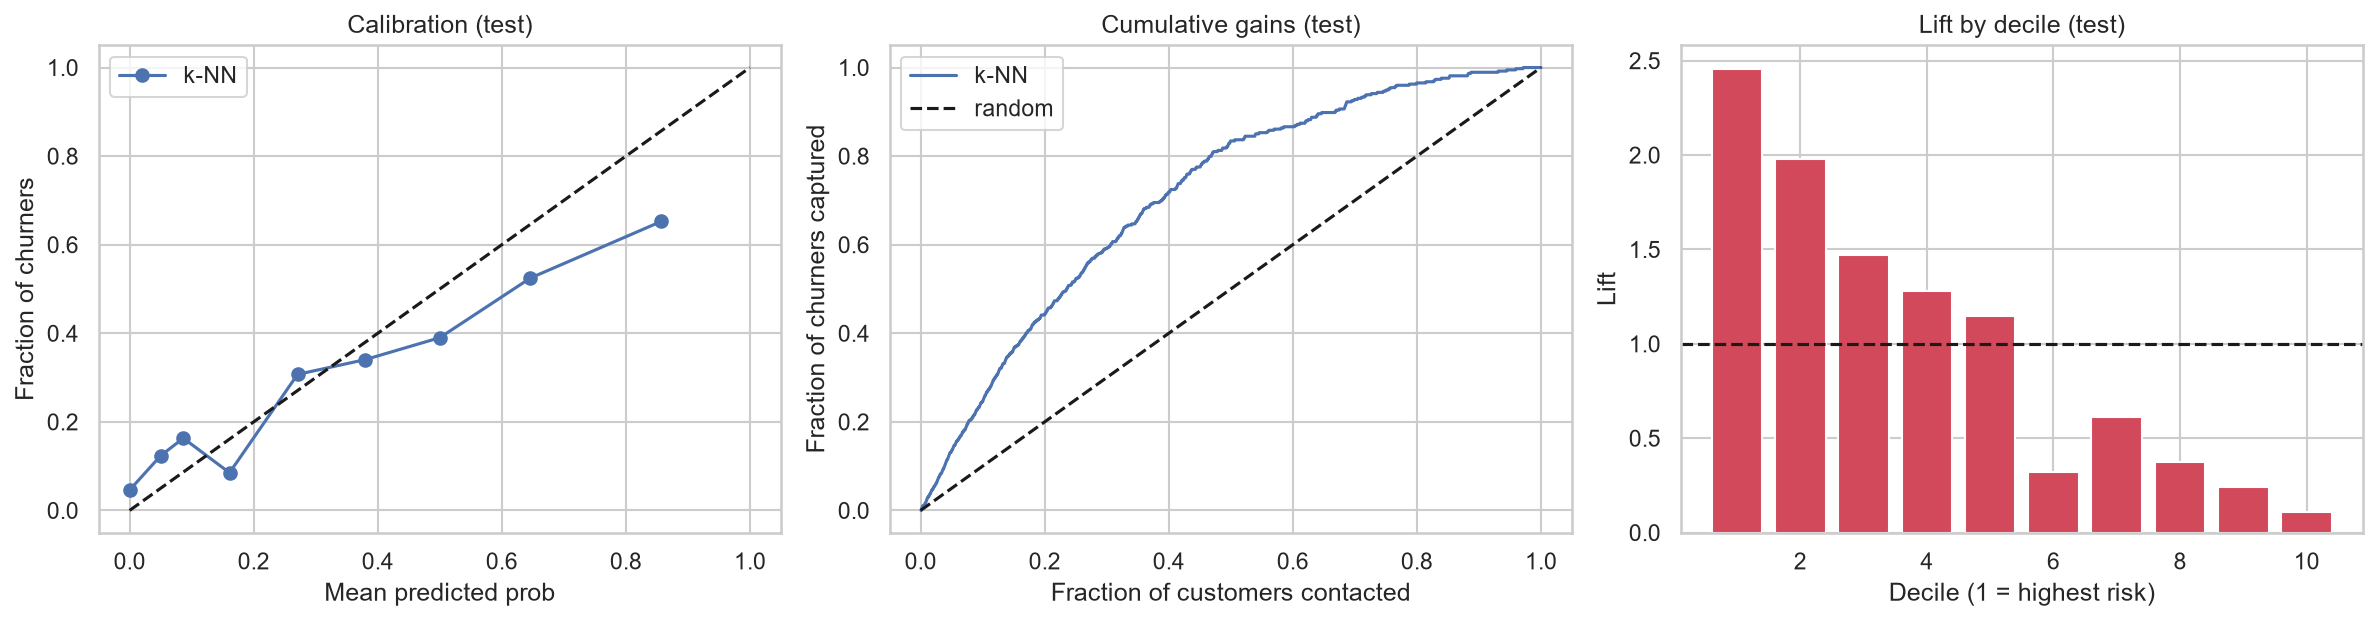 Calibration (test)
k-NN
1.0
0.8
0.6
0.4
0.2
0.0
Fraction of churners
0.0 0.2 0.4 0.6 0.8 1.0
Mean predicted prob
Cumulative gains (test)
k-NN
random
1.0
0.8
0.6
0.4
0.2
0.0
Fraction of churners captured
0.0 0.2 0.4 0.6 0.8 1.0
Fraction of customers contacted
Lift by decile (test)
2.5
2.0
1.5
1.0
0.5
0.0
Lift
2 4 6 8 10
Decile (1 = highest risk)